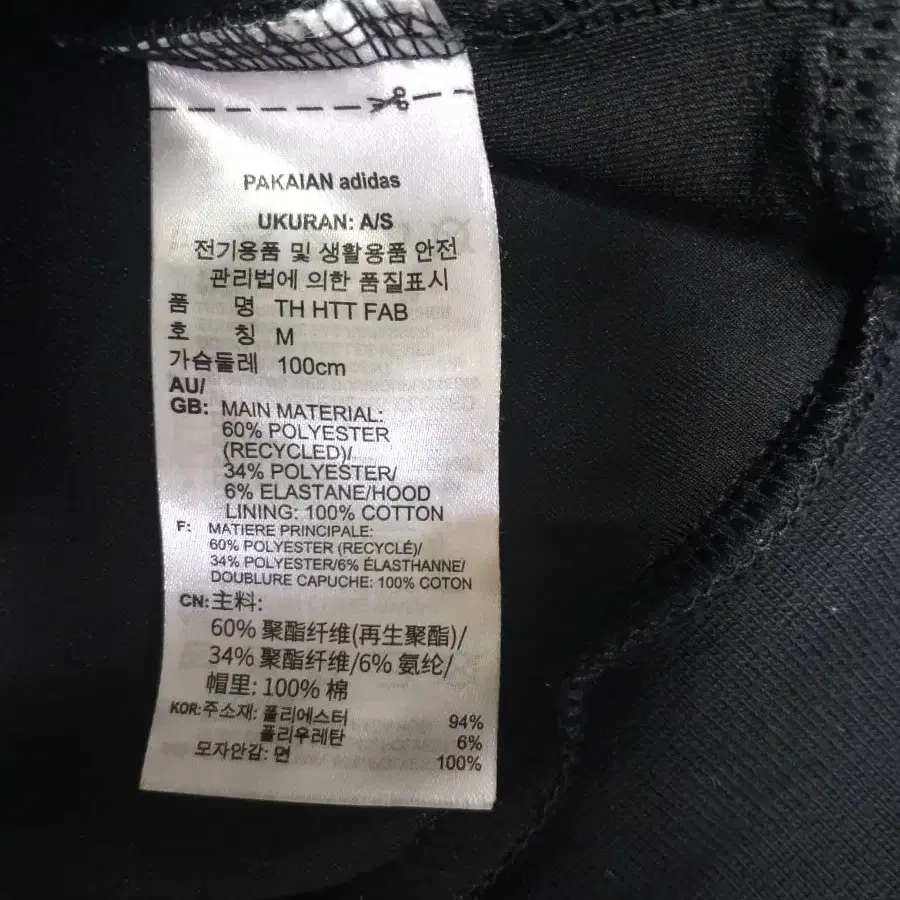 PAKAIAN adidas
UKURAN: A/S
전기용품 및 생활용품 안전
관리법에 의한 품질표시
품 명 TH HTT FAB
호 칭 M
가슴둘레 100cm
AU/
GB: MAIN MATERIAL:
60% POLYESTER
(RECYCLED)/
34% POLYESTER/
6% ELASTANE/HOOD
LINING: 100% COTTON
F: MATIERE PRINCIPALE:
60% POLYESTER (RECYCLÉ)/
34% POLYESTER/6% ÉLASTHANNE/
DOUBLURE CAPUCHE: 100% COTON
CN: 主料:
60% 聚酯纤维(再生聚酯)/
34% 聚酯纤维/6% 氨纶/
帽里: 100% 棉
KOR: 주소재: 폴리에스터 94%
폴리우레탄 6%
모자안감: 면 100%